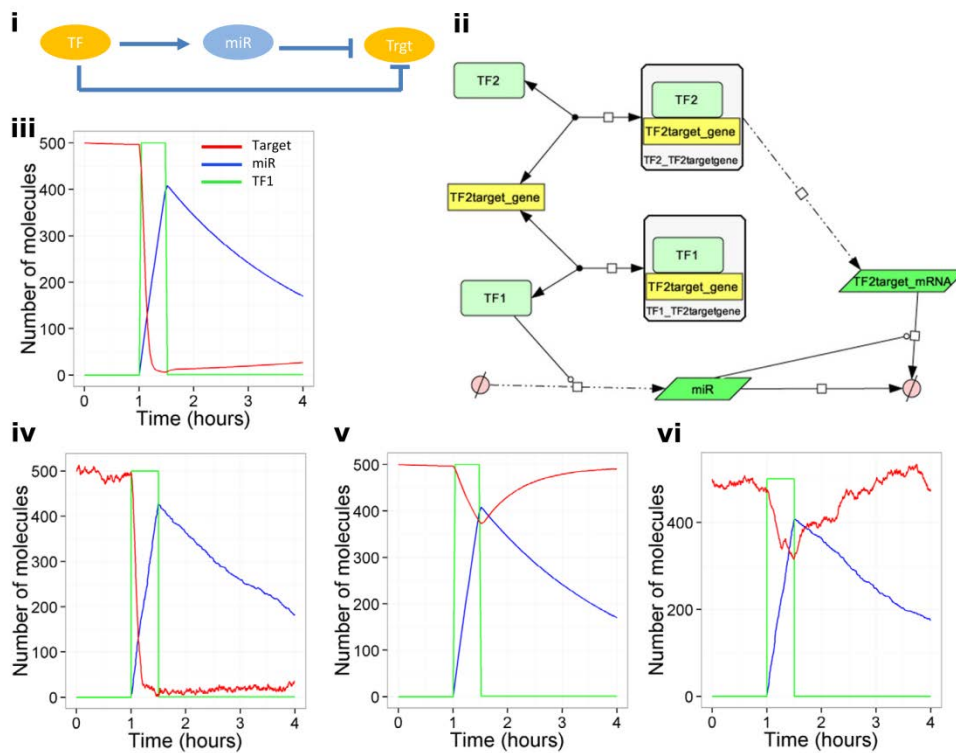 i
TF
miR
Trgt
ii
TF2
TF2
TF2target_gene
TF2_TF2targetgene
TF2target_gene
TF1
TF2target_gene
TF1_TF2targetgene
TF1
TF2target_mRNA
miR
iii
500
400
300
200
100
0
Number of molecules
Target
miR
TF1
0
1
2
3
4
Time (hours)
iv
500
400
300
200
100
0
Number of molecules
0
1
2
3
4
Time (hours)
v
500
400
300
200
100
0
Number of molecules
0
1
2
3
4
Time (hours)
vi
400
200
0
Number of molecules
0
1
2
3
4
Time (hours)